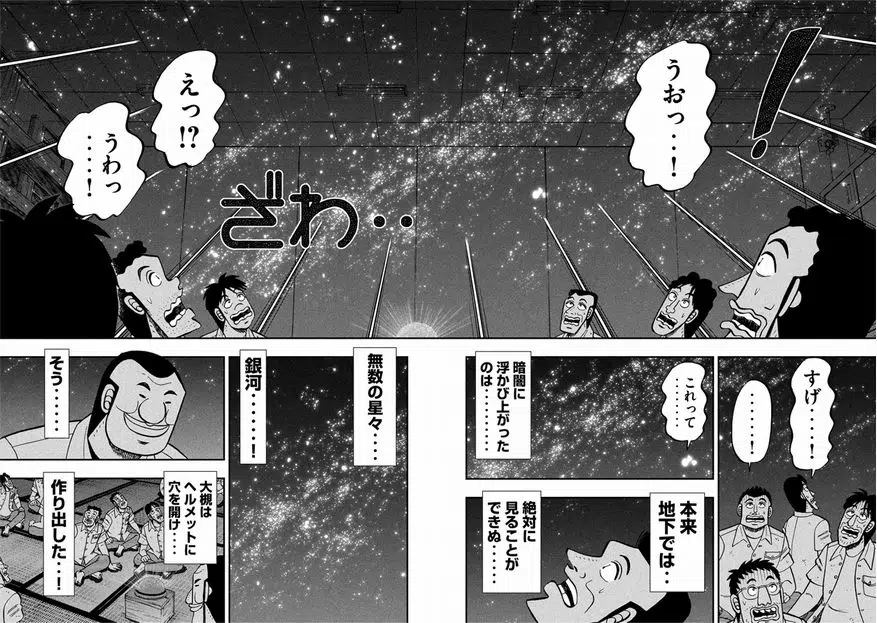 ！
うおっ‥！
ざわ‥
えっ!?
うわっ
‥‥！
すげ‥‥！
‥‥‥！
これって
‥‥‥
暗闇に
浮かび上がった
のは‥‥‥
本来
地下では‥
絶対に
見ることが
できぬ‥‥‥
無数の星々‥‥
銀河‥‥‥！
そう‥‥‥
大槻は
ヘルメットに
穴を開け‥‥
作り出した‥！